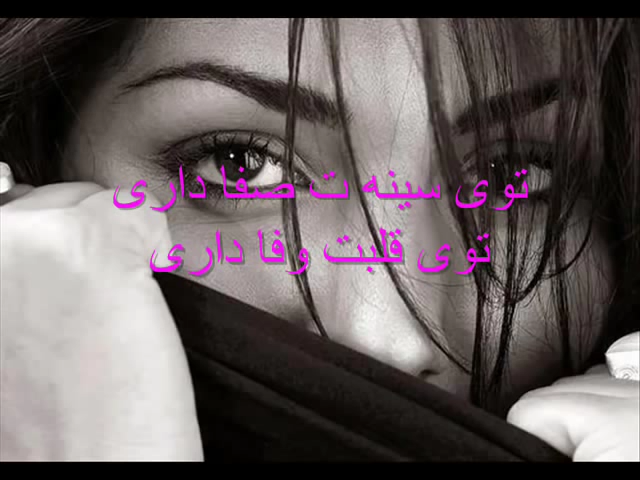 توی سینه ت صفا داری
توی قلبت وفا داری